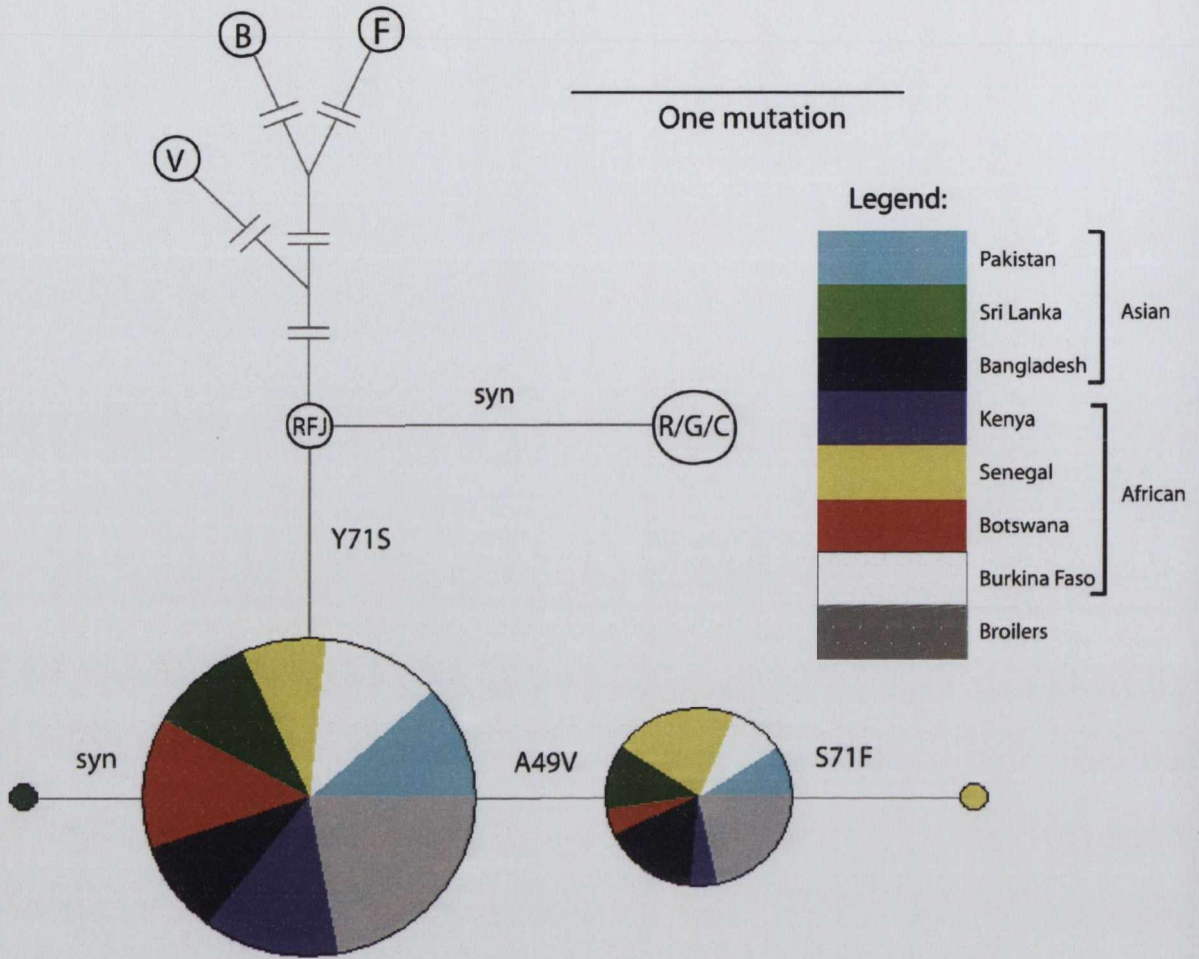 B
F
One mutation
V
Legend:
Pakistan
Sri Lanka
Asian
Bangladesh
Kenya
Senegal
African
Botswana
Burkina Faso
Broilers
RFJ
syn
R/G/C
Y71S
syn
A49V
S71F